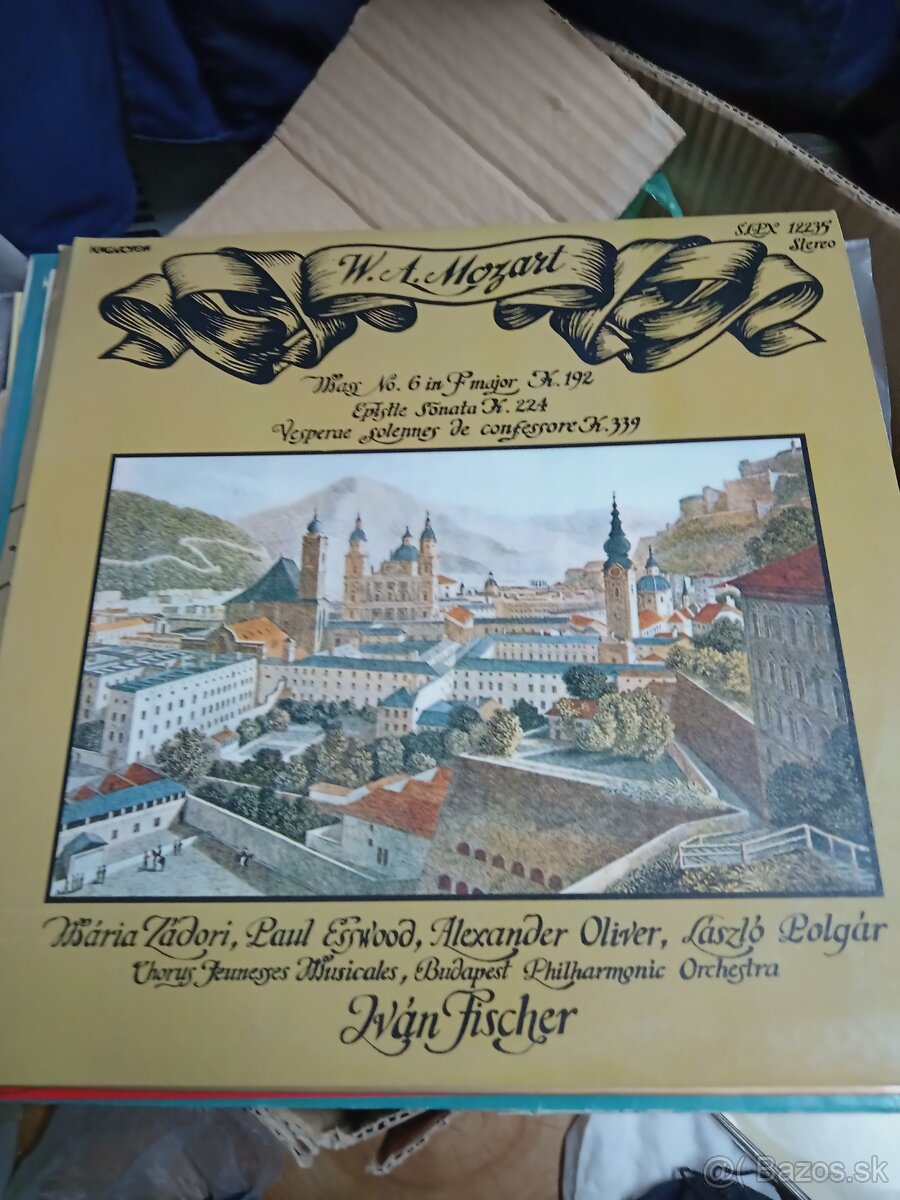 HUNGAROTON
SLPX 12235
Stereo
W. A. Mozart
Mass No. 6 in F major, K. 192
Epistle Sonata K. 224
Vesperae solennes de confessore K. 339
Mária Zádori, Paul Esswood, Alexander Oliver, László Polgár
Chorus Jeunesses Musicales, Budapest Philharmonic Orchestra
Iván Fischer
@( Bazos.sk